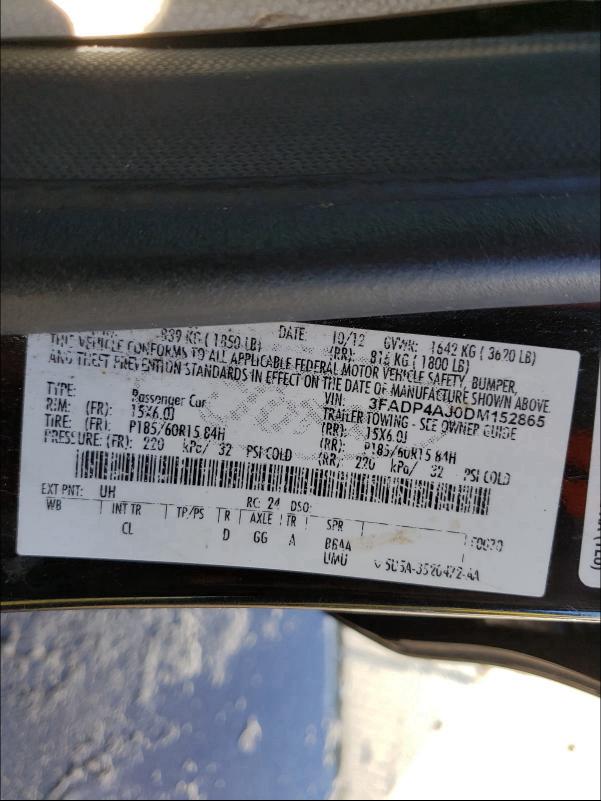 939 KG ( 1850 LB) DATE: 10/12 GVWR: 1642 KG ( 3620 LB)
(RR): 816 KG ( 1800 LB)
THIS VEHICLE CONFORMS TO ALL APPLICABLE FEDERAL MOTOR VEHICLE SAFETY, BUMPER,
AND THEFT PREVENTION STANDARDS IN EFFECT ON THE DATE OF MANUFACTURE SHOWN ABOVE.
VIN: 3FADP4AJ0DM152865
TYPE: Passenger Car TRAILER TOWING - SEE OWNER GUIDE
RIM: (FR): 15X6.0J (RR): 15X6.0J
TIRE: (FR): P185/60R15 84H (RR): P185/60R15 84H
PRESSURE: (FR) 220 kPa/ 32 PSI COLD (RR) 220 kPa/ 32 PSI COLD
EXT PNT: UH RC: 24 DSO:
WB INT TR TP/PS R AXLE TR SPR
CL D GG A BBAA
UMU